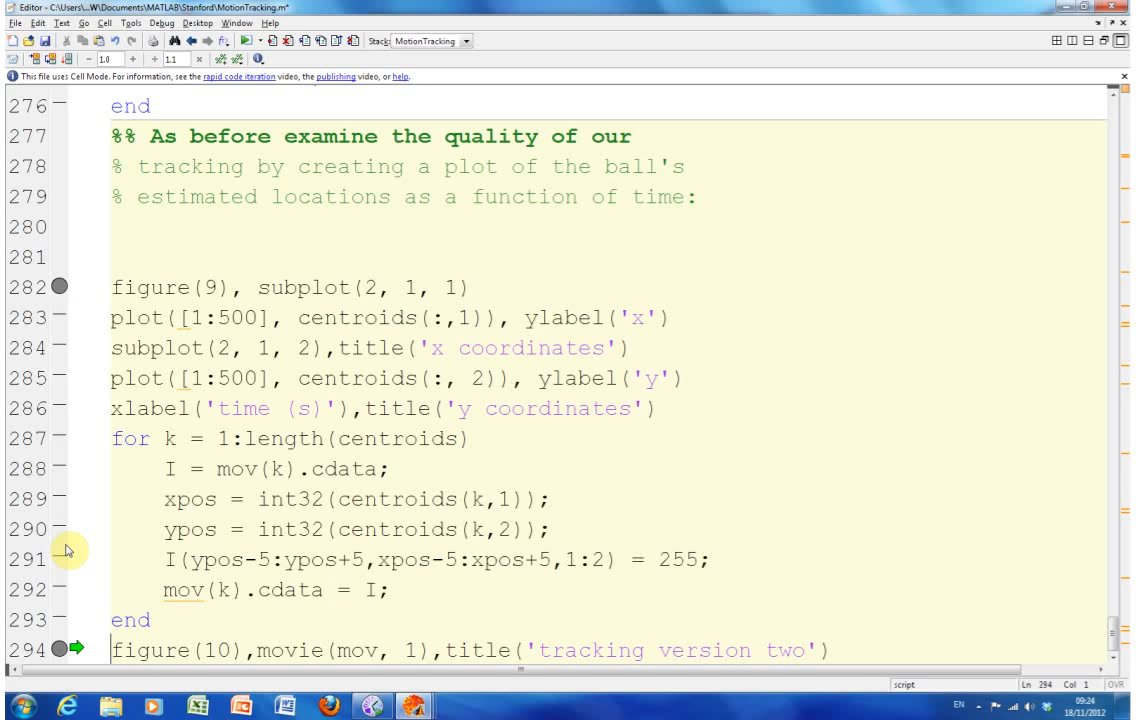 Editor - C:\Users\...W\Documents\MATLAB\Stanford\MotionTracking.m*
File Edit Text Go Cell Tools Debug Desktop Window Help
Stack: MotionTracking
1.0
1.1
This file uses Cell Mode. For information, see the rapid code iteration video, the publishing video, or help.
276 end
277 %% As before examine the quality of our
278 % tracking by creating a plot of the ball's
279 % estimated locations as a function of time:
280
281
282 figure(9), subplot(2, 1, 1)
283 plot([1:500], centroids(:,1)), ylabel('x')
284 subplot(2, 1, 2),title('x coordinates')
285 plot([1:500], centroids(:, 2)), ylabel('y')
286 xlabel('time (s)'),title('y coordinates')
287 for k = 1:length(centroids)
288 I = mov(k).cdata;
289 xpos = int32(centroids(k,1));
290 ypos = int32(centroids(k,2));
291 I(ypos-5:ypos+5,xpos-5:xpos+5,1:2) = 255;
292 mov(k).cdata = I;
293 end
294 figure(10),movie(mov, 1),title('tracking version two')
script Ln 294 Col 1 OVR
EN
09:24
18/11/2012